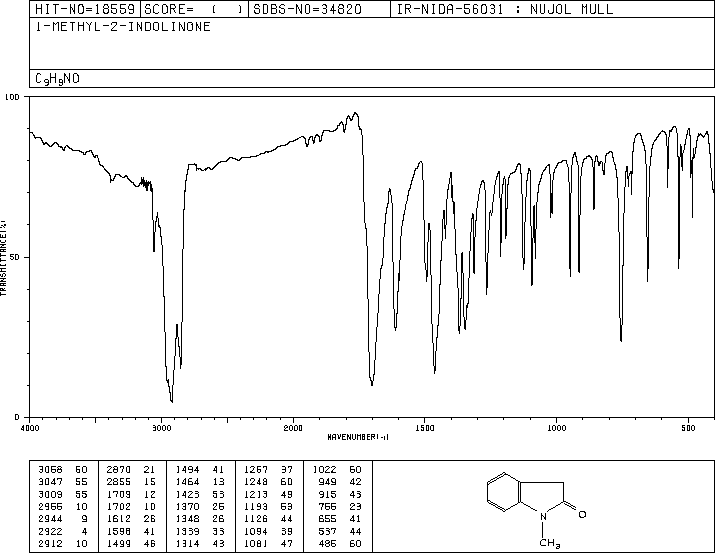 HIT-NO=18559 SCORE= ( ) SDBS-NO=34820 IR-NIDA-56031 : NUJOL MULL
1-METHYL-2-INDOLINONE
C9H9NO
100
50
0
TRANSMITTANCE(%)
4000 3000 2000 1500 1000 500
WAVENUMBER(-1)
3068 60 2870 21 1494 41 1267 37 1022 60
3047 55 2855 15 1464 13 1248 60 949 42
3009 55 1709 12 1423 53 1213 49 915 43
2955 10 1702 10 1370 26 1193 53 756 23
2944 9 1612 26 1348 26 1126 44 655 41
2922 4 1598 41 1339 33 1094 39 537 44
2912 10 1499 46 1314 43 1081 47 486 60
N
O
CH3